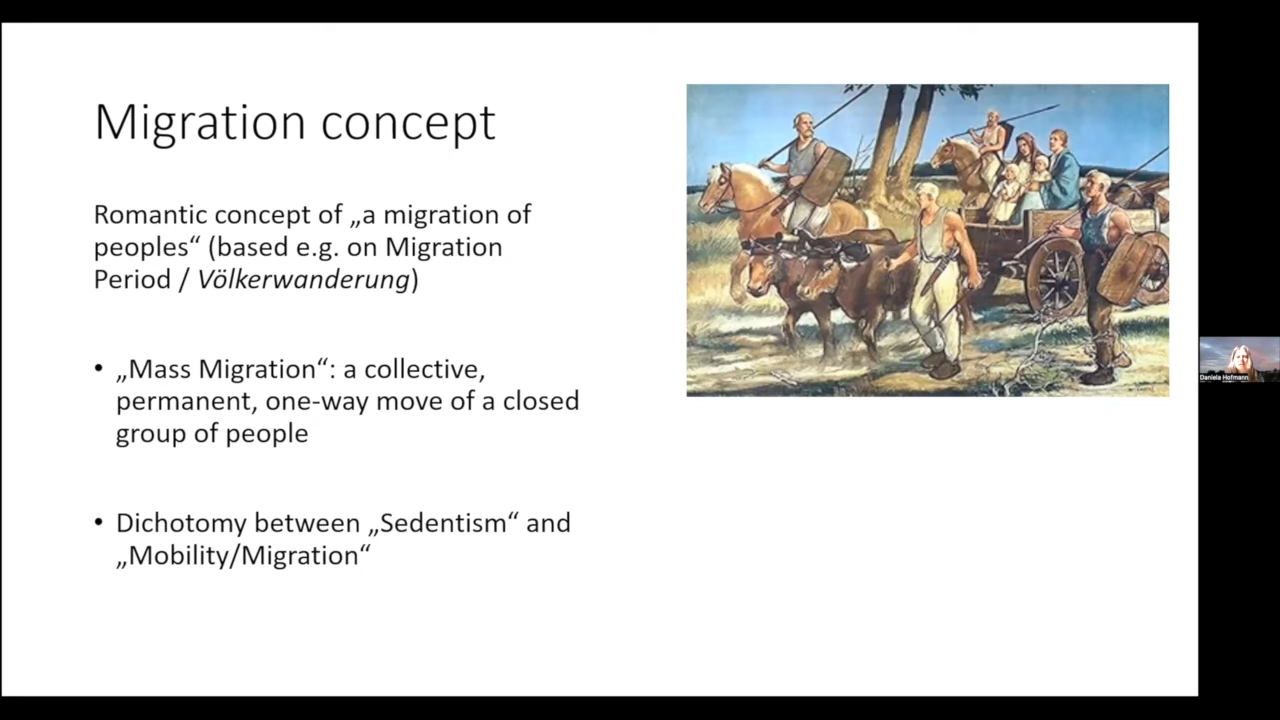 Migration concept
Romantic concept of „a migration of
peoples“ (based e.g. on Migration
Period / Völkerwanderung)
• „Mass Migration“: a collective,
permanent, one-way move of a closed
group of people
• Dichotomy between „Sedentism“ and
„Mobility/Migration“
Daniela Hofmann